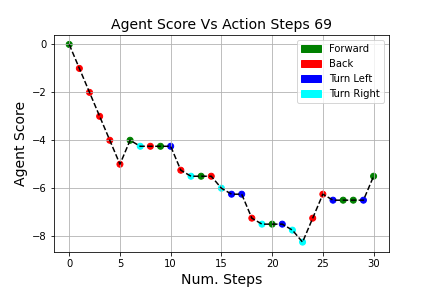 Agent Score Vs Action Steps 69
Forward
Back
Turn Left
Turn Right
0
−2
−4
−6
−8
Agent Score
0 5 10 15 20 25 30
Num. Steps